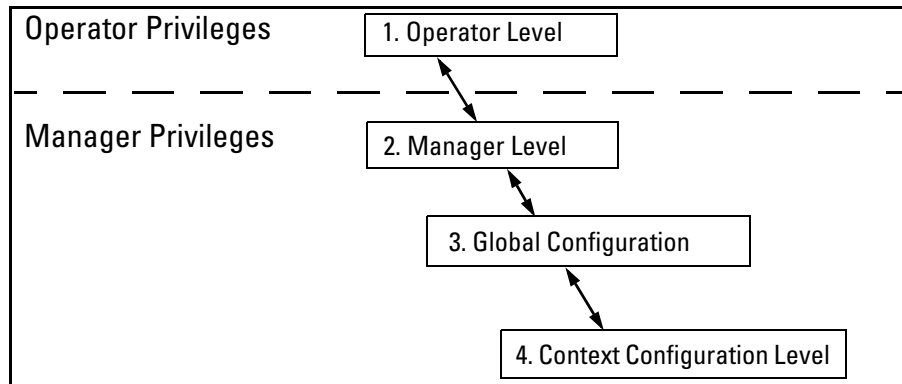 Operator Privileges
1. Operator Level
Manager Privileges
2. Manager Level
3. Global Configuration
4. Context Configuration Level